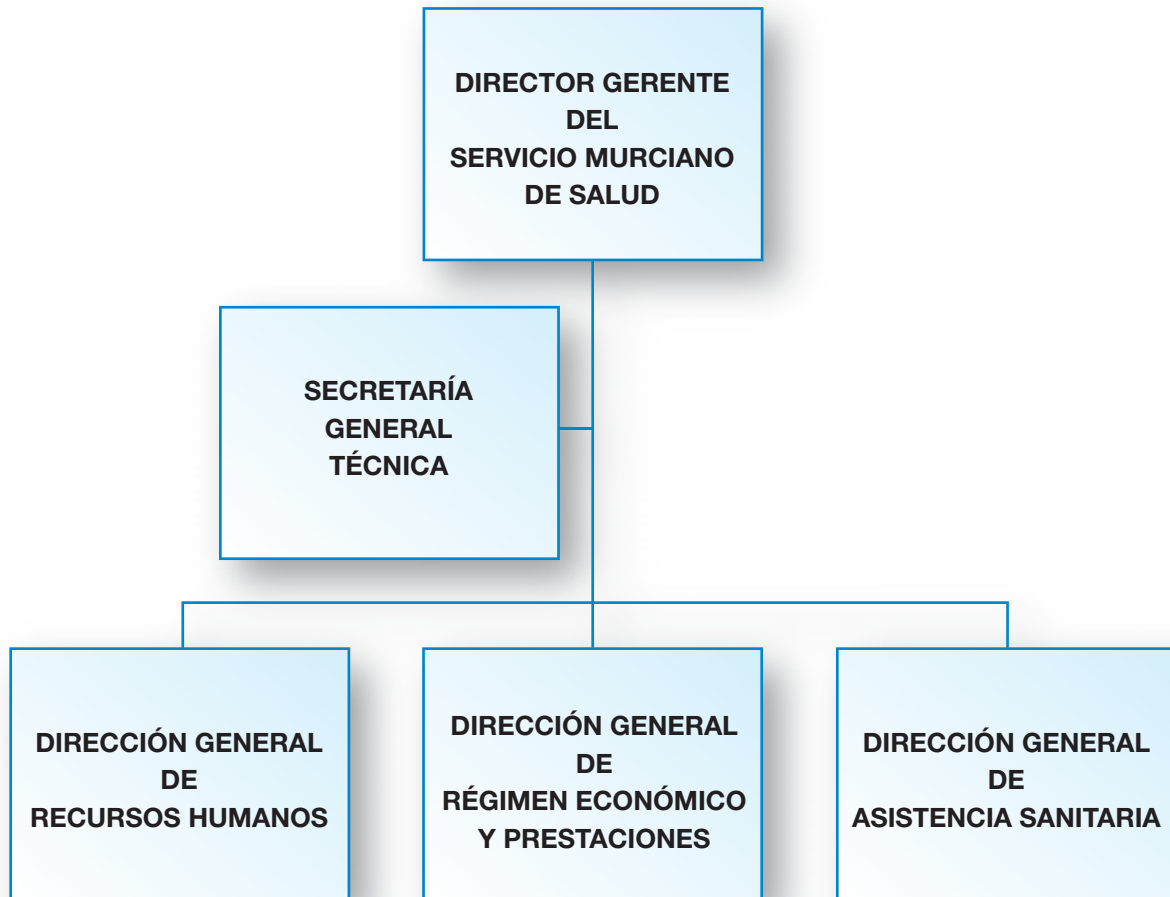 DIRECTOR GERENTE
DEL
SERVICIO MURCIANO
DE SALUD
SECRETARÍA
GENERAL
TÉCNICA
DIRECCIÓN GENERAL
DE
RECURSOS HUMANOS
DIRECCIÓN GENERAL
DE
RÉGIMEN ECONÓMICO
Y PRESTACIONES
DIRECCIÓN GENERAL
DE
ASISTENCIA SANITARIA